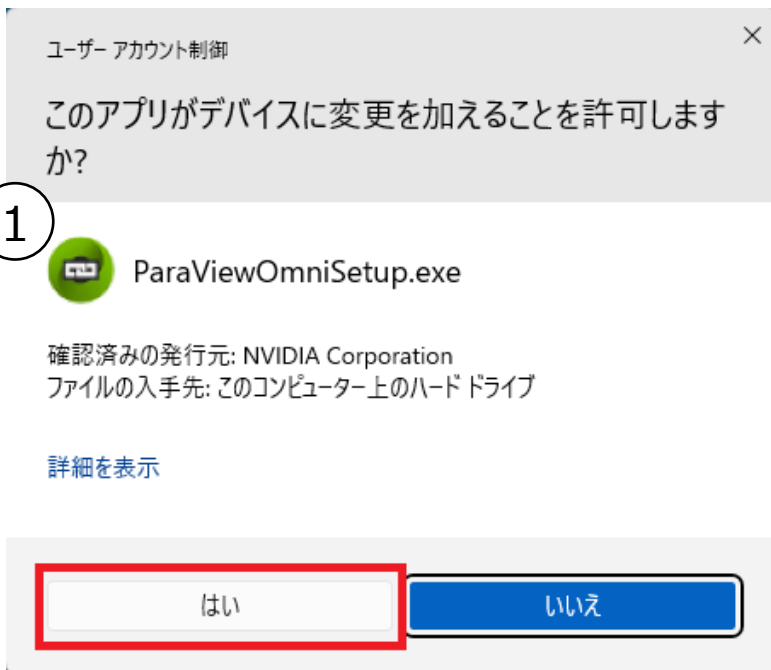 ユーザー アカウント制御
このアプリがデバイスに変更を加えることを許可します
か?
1
ParaViewOmniSetup.exe
確認済みの発行元: NVIDIA Corporation
ファイルの入手先: このコンピューター上のハード ドライブ
詳細を表示
はい
いいえ